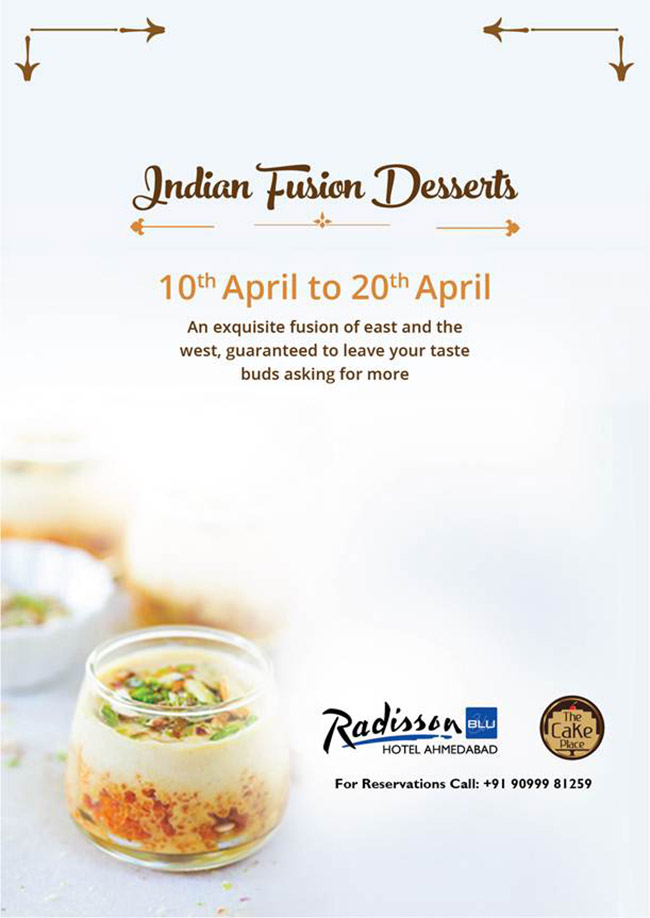 Indian Fusion Desserts
10th April to 20th April
An exquisite fusion of east and the
west, guaranteed to leave your taste
buds asking for more
Radisson BLU
HOTEL AHMEDABAD
The
CaKe
Place
For Reservations Call: +91 90999 81259